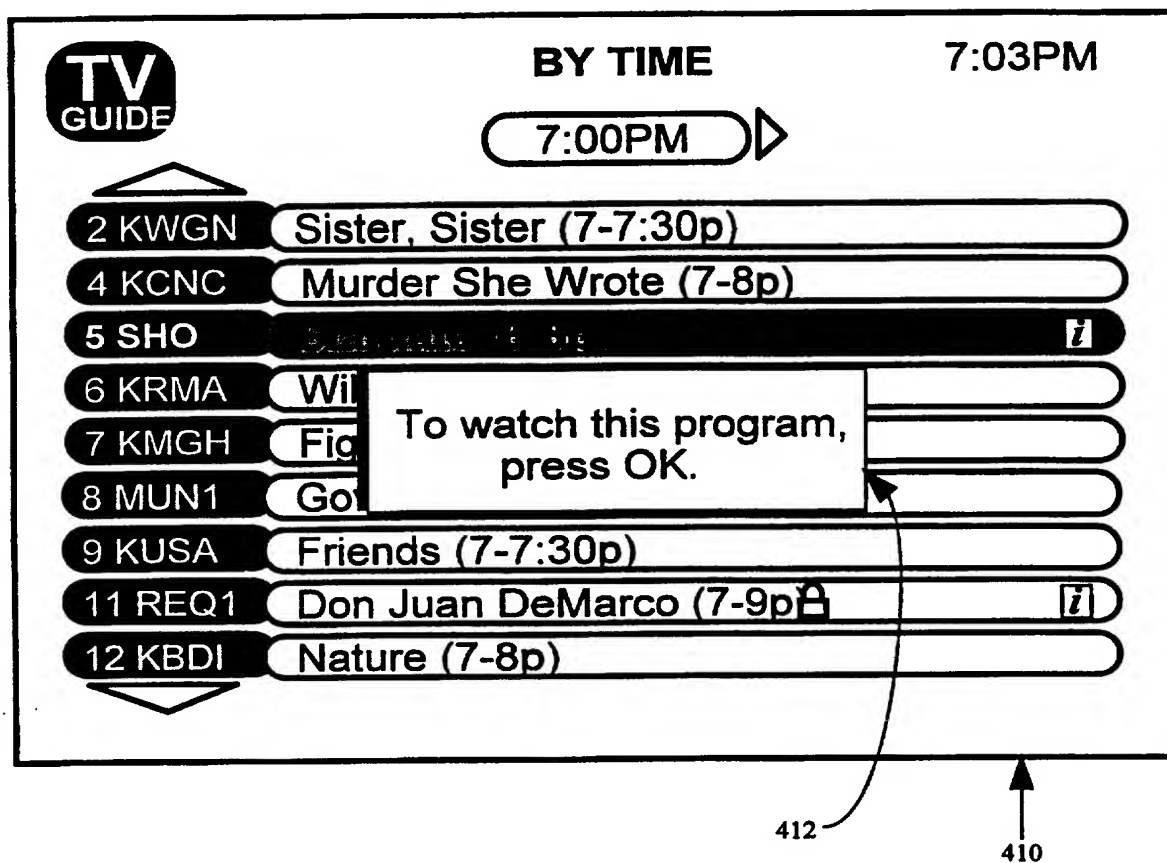 TV
GUIDE
BY TIME
7:03PM
7:00PM
2 KWGN Sister, Sister (7-7:30p)
4 KCNC Murder She Wrote (7-8p)
5 SHO i
6 KRMA Wil
7 KMGH Fig
8 MUN1
9 KUSA Friends (7-7:30p)
11 REQ1 Don Juan DeMarco (7-9p) i
12 KBDI Nature (7-8p)
To watch this program,
press OK.
412
410